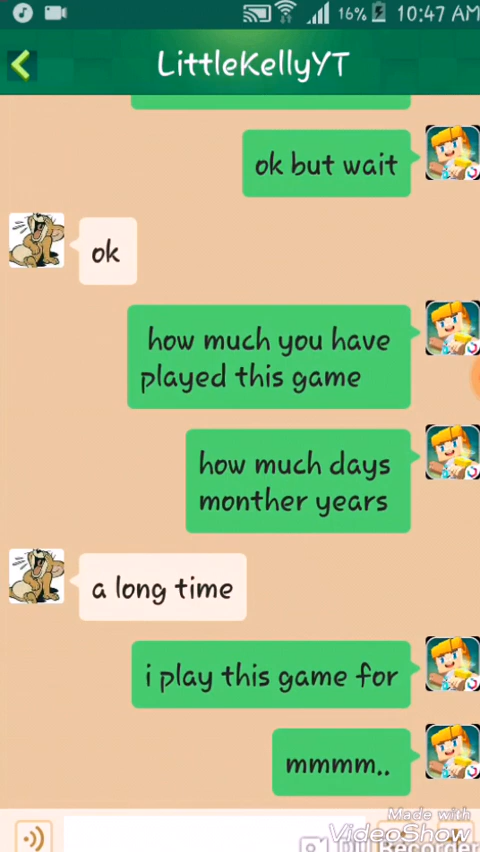 16% 10:47 AM
LittleKellyYT
ok but wait
ok
how much you have
played this game
how much days
monther years
a long time
i play this game for
mmmm..
Made with
VideoShow
Recorder